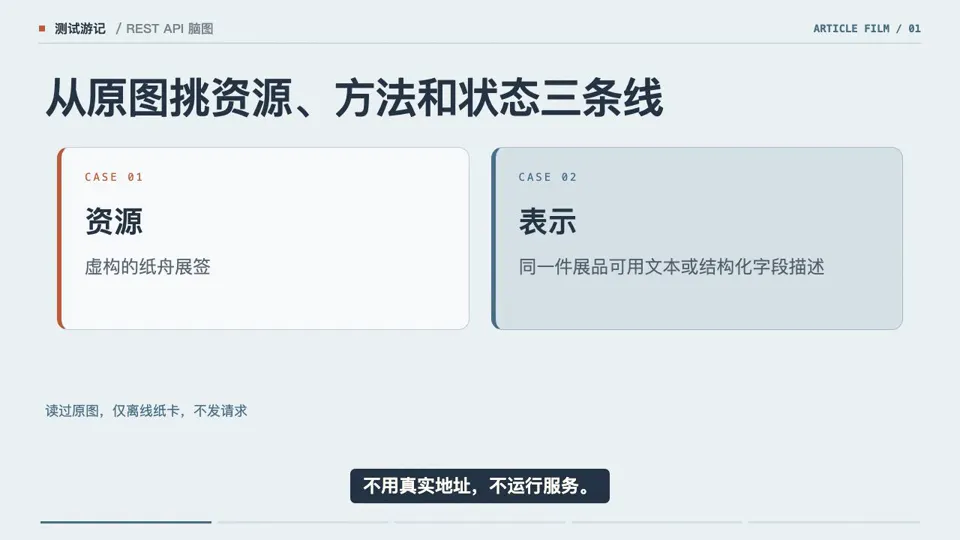 测试游记 / REST API 脑图
ARTICLE FILM / 01
从原图挑资源、方法和状态三条线
CASE 01
资源
虚构的纸舟展签
CASE 02
表示
同一件展品可用文本或结构化字段描述
读过原图，仅离线纸卡，不发请求
不用真实地址，不运行服务。